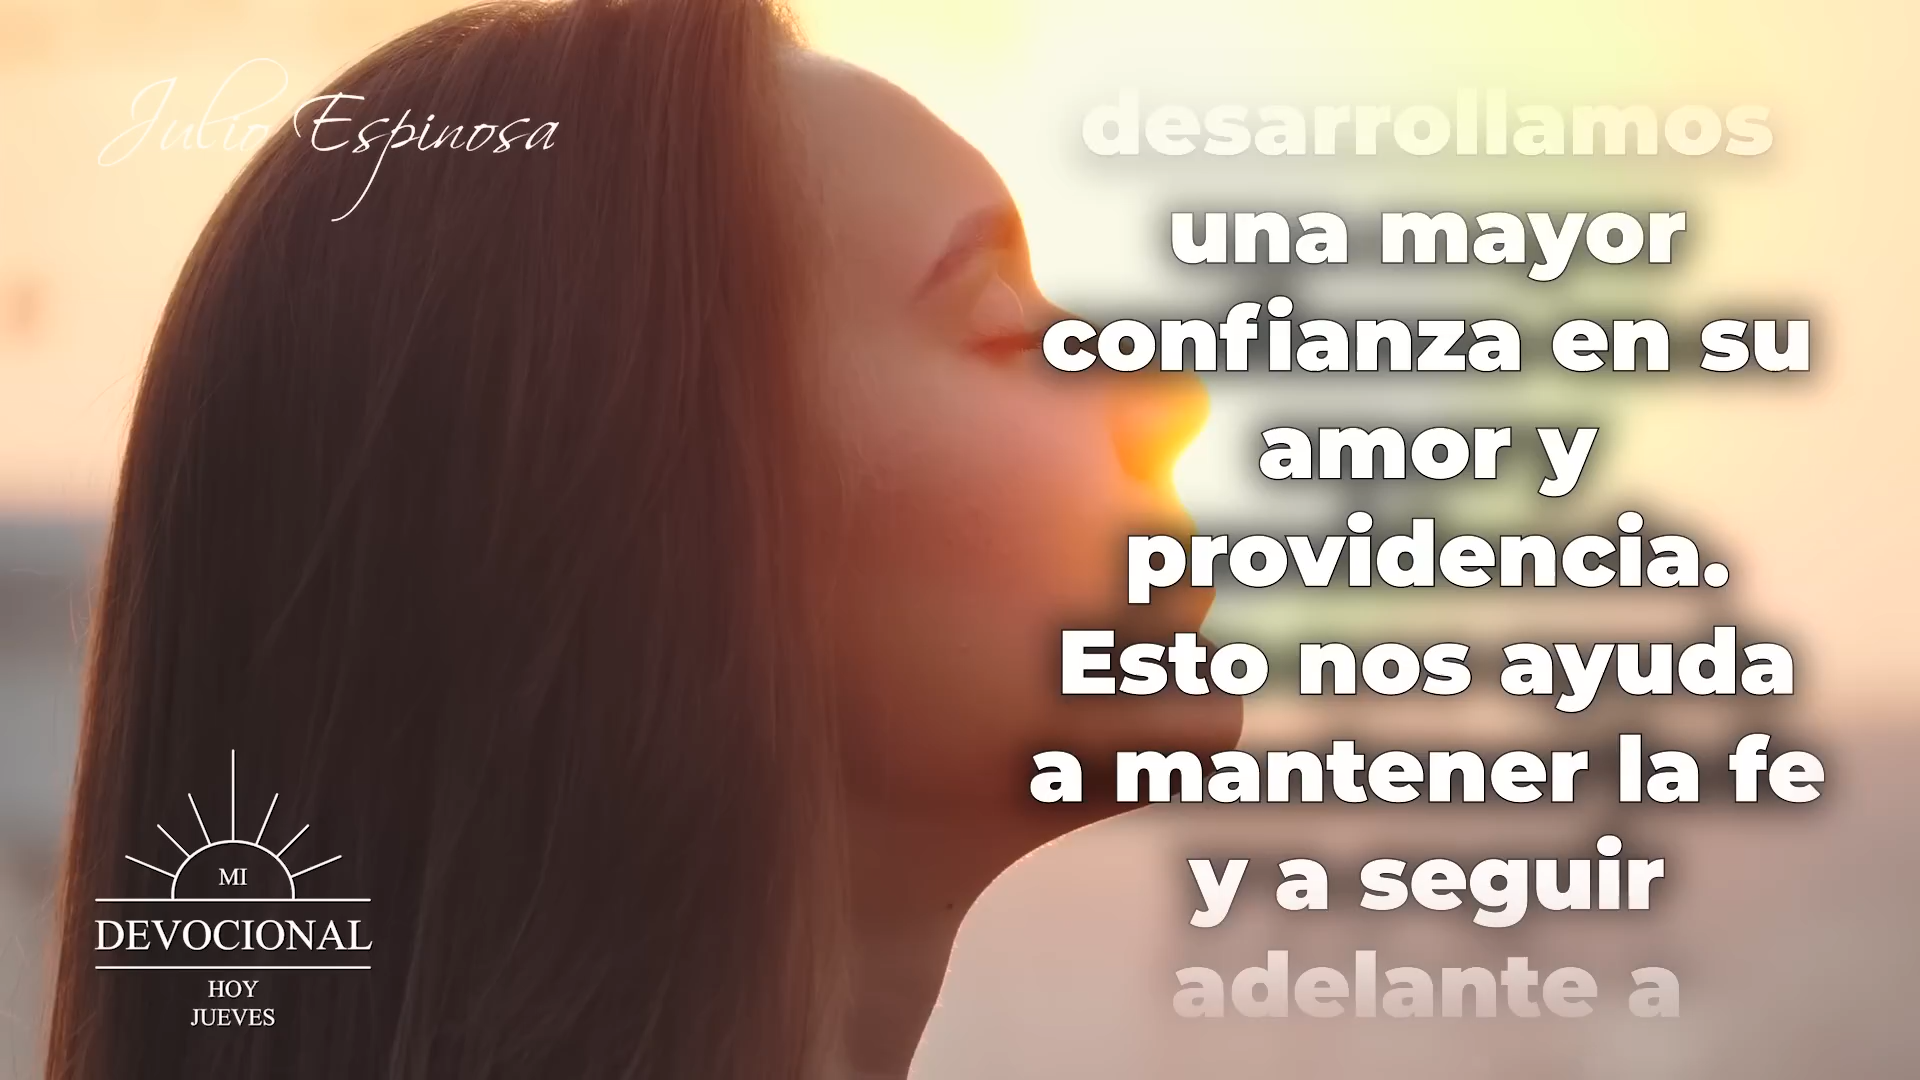 Julio Espinosa
desarrollamos
una mayor
confianza en su
amor y
providencia.
Esto nos ayuda
a mantener la fe
y a seguir
adelante a
MI
DEVOCIONAL
HOY
JUEVES